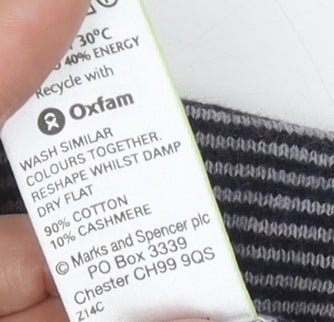 30°C
40% ENERGY
Recycle with
Oxfam
WASH SIMILAR
COLOURS TOGETHER.
RESHAPE WHILST DAMP
DRY FLAT
90% COTTON
10% CASHMERE
© Marks and Spencer plc
PO Box 3339
Chester CH99 9QS
Z14C